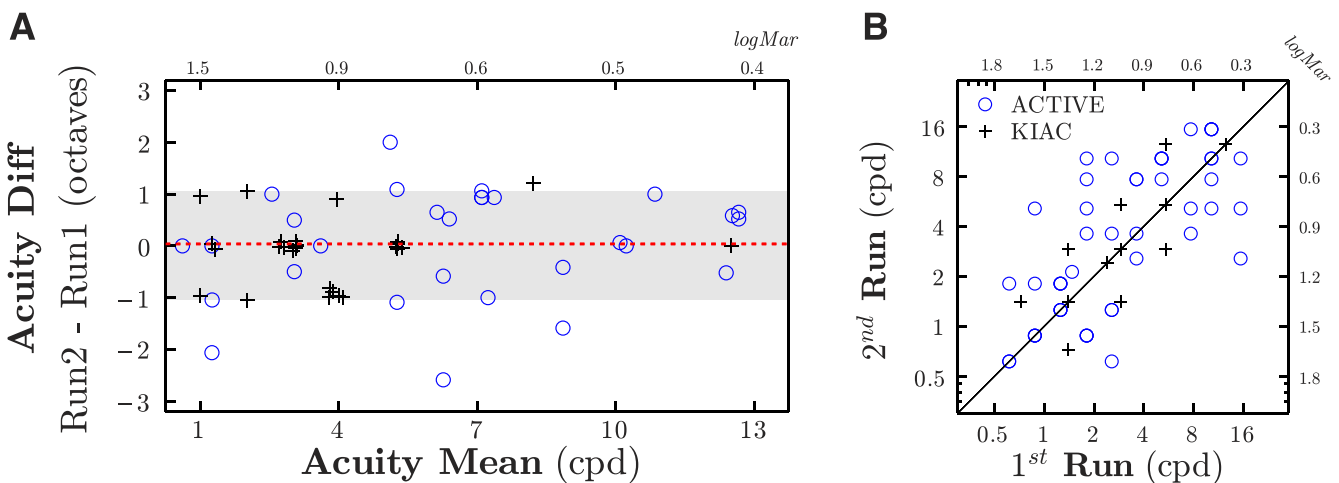 A
logMar
1.5 0.9 0.6 0.5 0.4
3
2
1
0
−1
−2
−3
Acuity Diff
Run2 - Run1 (octaves)
1 4 7 10 13
Acuity Mean (cpd)
B
logMar
1.8 1.5 1.2 0.9 0.6 0.3
ACTIVE
KIAC
16
8
4
2
1
0.5
2nd Run (cpd)
0.3
0.6
0.9
1.2
1.5
1.8
0.5 1 2 4 8 16
1st Run (cpd)